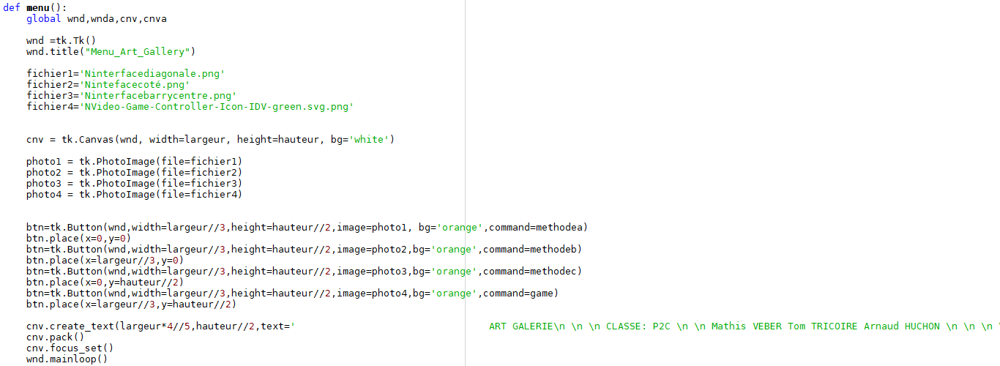 def menu():
    global wnd,wnda,cnv,cnva
    wnd =tk.Tk()
    wnd.title("Menu_Art_Gallery")
    fichier1='Ninterfacediagonale.png'
    fichier2='Nintefacecoté.png'
    fichier3='Ninterfacebarrycentre.png'
    fichier4='NVideo-Game-Controller-Icon-IDV-green.svg.png'
    cnv = tk.Canvas(wnd, width=largeur, height=hauteur, bg='white')
    photo1 = tk.PhotoImage(file=fichier1)
    photo2 = tk.PhotoImage(file=fichier2)
    photo3 = tk.PhotoImage(file=fichier3)
    photo4 = tk.PhotoImage(file=fichier4)
    btn=tk.Button(wnd,width=largeur//3,height=hauteur//2,image=photo1, bg='orange',command=methodea)
    btn.place(x=0,y=0)
    btn=tk.Button(wnd,width=largeur//3,height=hauteur//2,image=photo2,bg='orange',command=methodeb)
    btn.place(x=largeur//3,y=0)
    btn=tk.Button(wnd,width=largeur//3,height=hauteur//2,image=photo3,bg='orange',command=methodec)
    btn.place(x=0,y=hauteur//2)
    btn=tk.Button(wnd,width=largeur//3,height=hauteur//2,image=photo4,bg='orange',command=game)
    btn.place(x=largeur//3,y=hauteur//2)
    cnv.create_text(largeur*4//5,hauteur//2,text='                                 ART GALERIE\n \n \n CLASSE: P2C \n \n Mathis VEBER Tom TRICOIRE Arnaud HUCHON \n \n \n \
    cnv.pack()
    cnv.focus_set()
    wnd.mainloop()